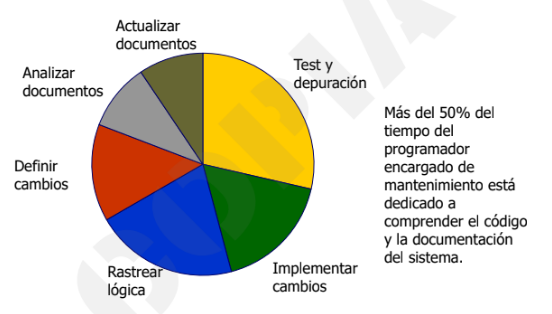 Actualizar
documentos
Analizar
documentos
Test y
depuración
Definir
cambios
Rastrear
lógica
Implementar
cambios
Más del 50% del
tiempo del
programador
encargado de
mantenimiento está
dedicado a
comprender el código
y la documentación
del sistema.
COPIA